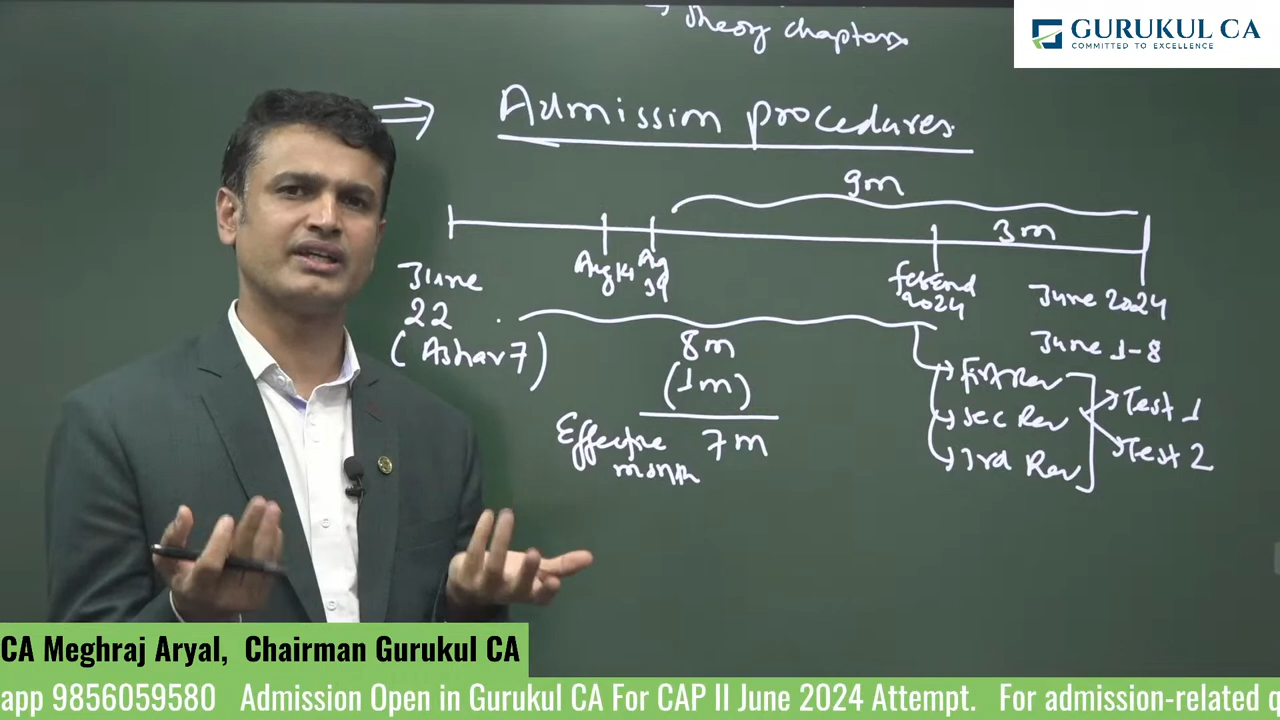 Theory chapters
GURUKUL CA
COMMITTED TO EXCELLENCE
⇒ Admission procedures
9m
3m
June
22
(Ashar 7)
Aug 14
Feb end
2024
June 2024
June 1-8
8m
(1m)
Effective 7m
month
First Rev
Sec Rev
3rd Rev
Test 1
Test 2
CA Meghraj Aryal, Chairman Gurukul CA
app 9856059580 Admission Open in Gurukul CA For CAP II June 2024 Attempt. For admission-related q